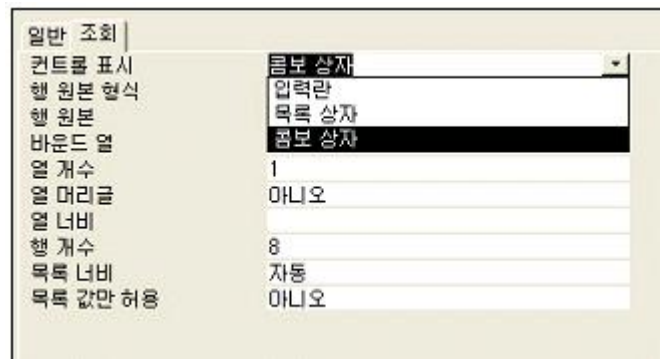 일반 조회
컨트롤 표시 콤보 상자
행 원본 형식 입력란
행 원본 목록 상자
바운드 열 콤보 상자
열 개수 1
열 머리글 아니오
열 너비
행 개수 8
목록 너비 자동
목록 값만 허용 아니오